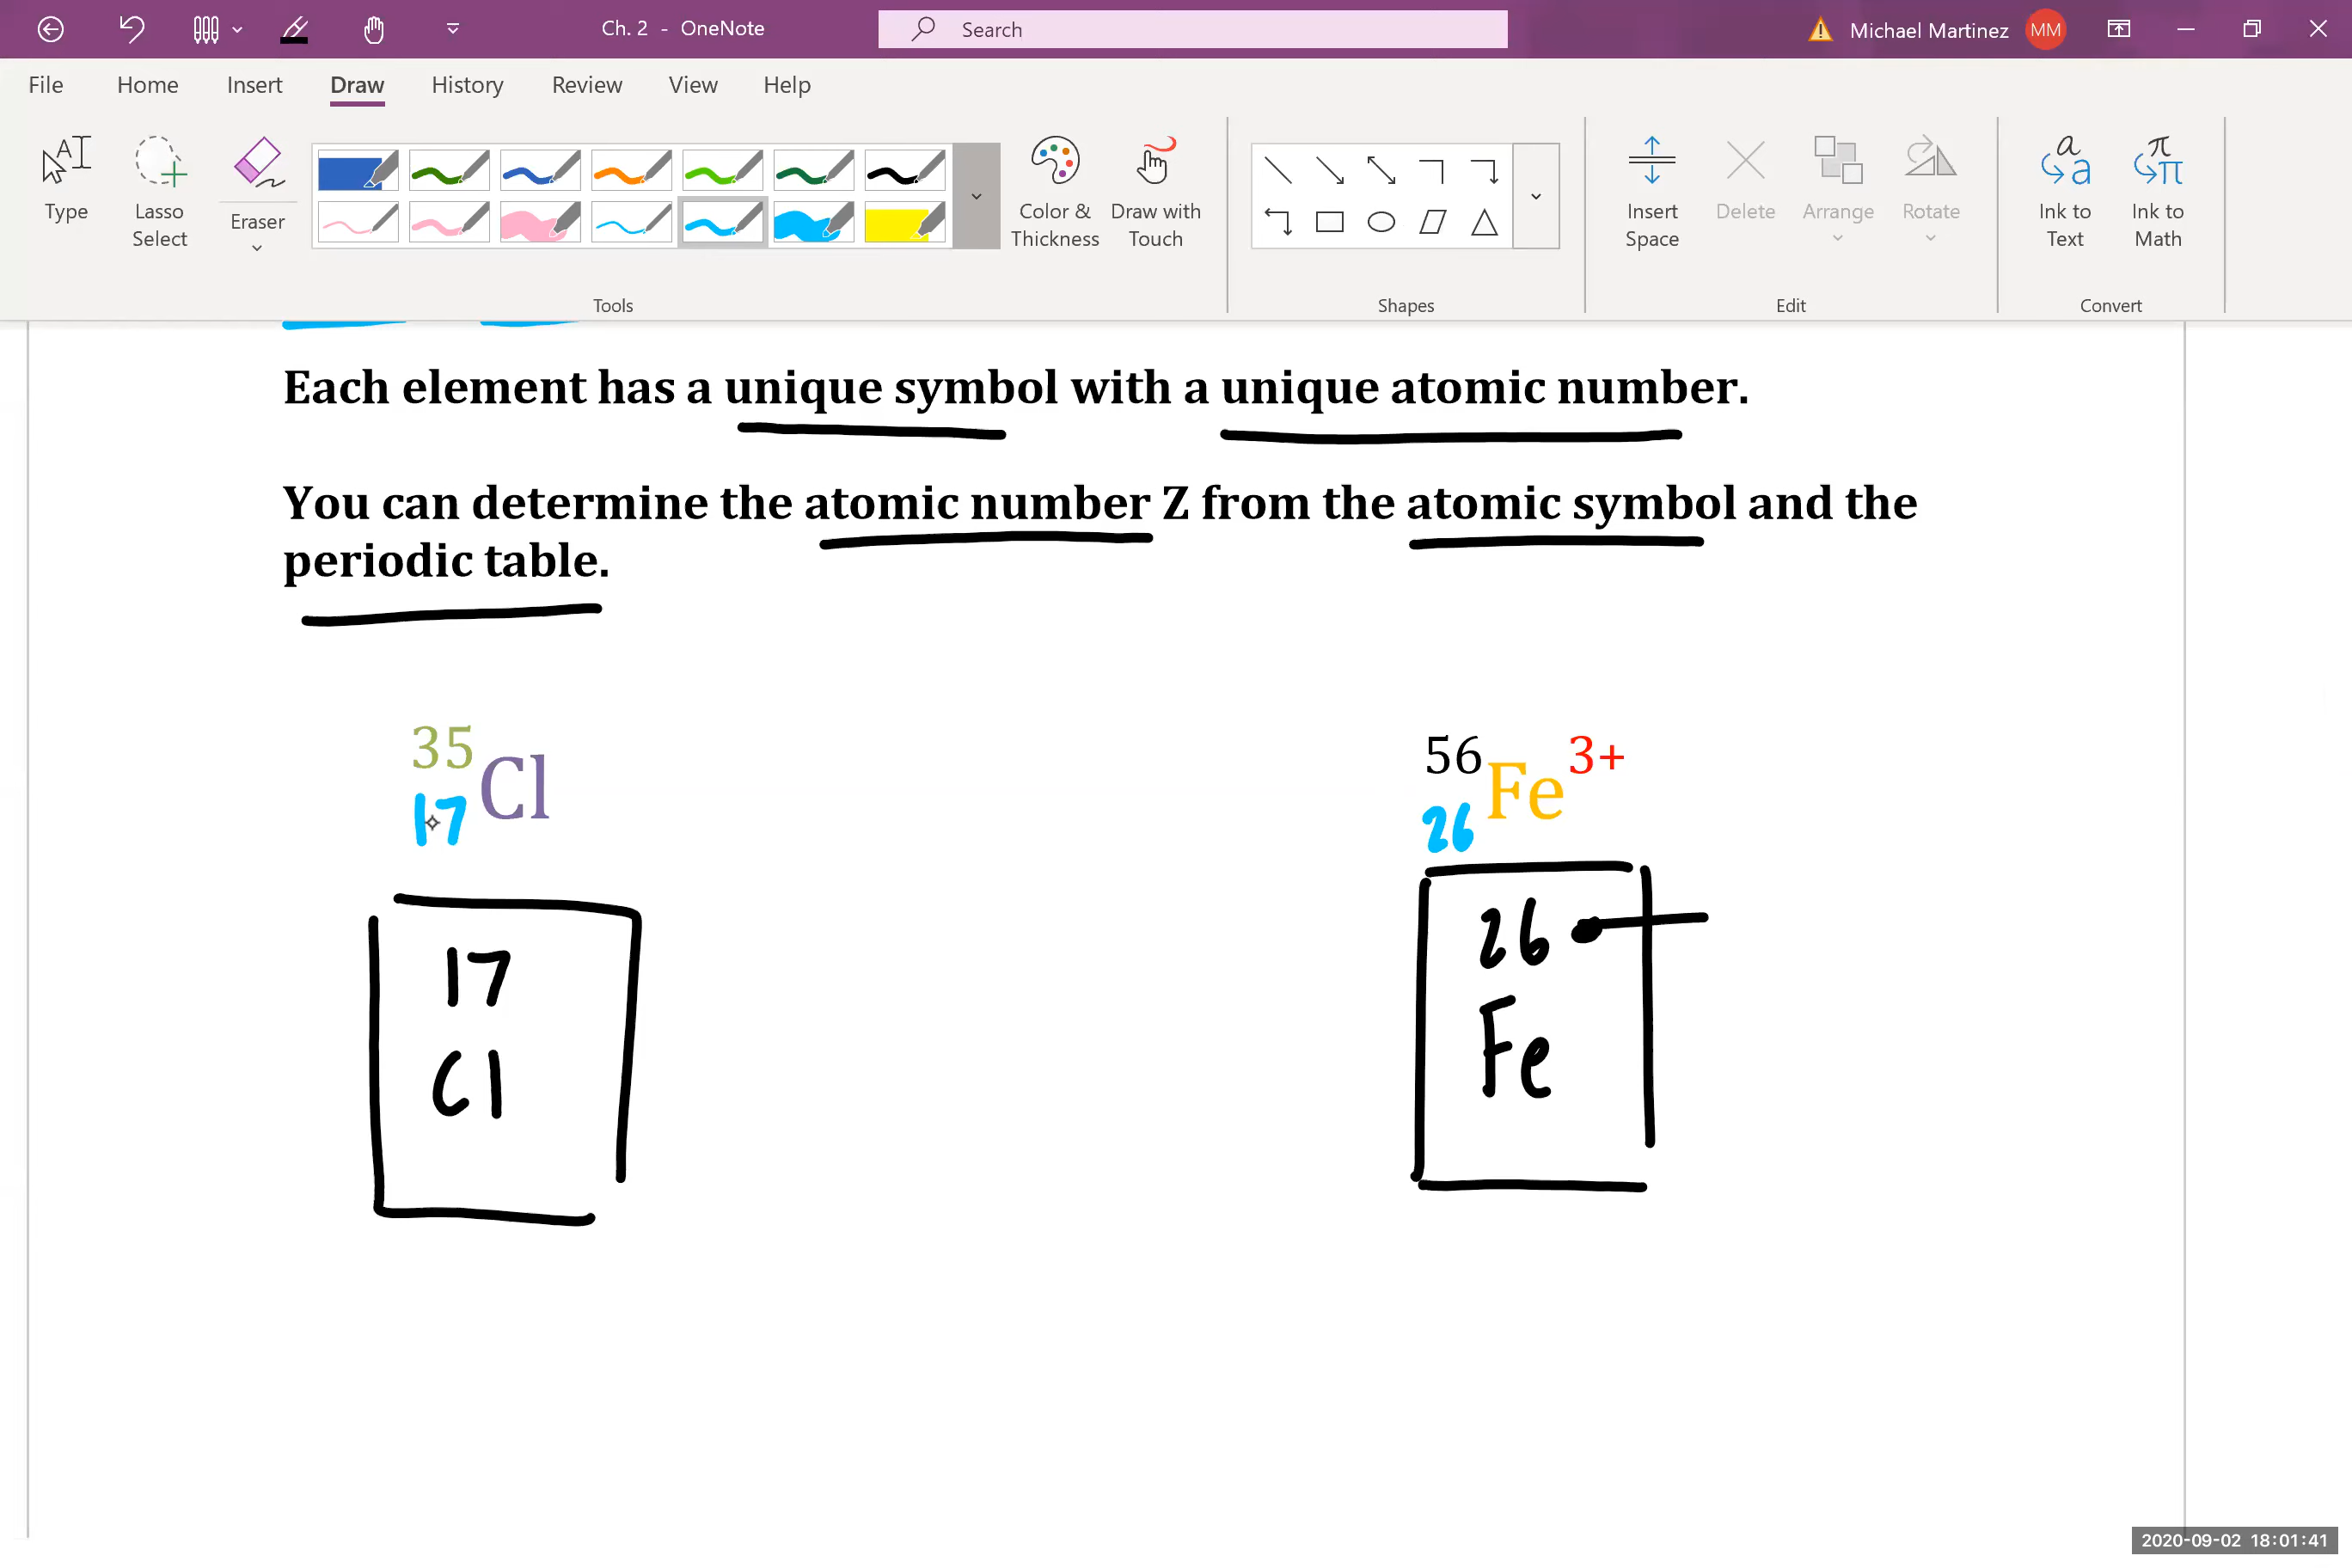 Ch. 2 - OneNote
Search
Michael Martinez MM
File Home Insert Draw History Review View Help
Type
Lasso Select
Eraser
Color & Thickness
Draw with Touch
Insert Space
Delete
Arrange
Rotate
Ink to Text
Ink to Math
Tools Shapes Edit Convert
Each element has a unique symbol with a unique atomic number.
You can determine the atomic number Z from the atomic symbol and the
periodic table.
35
17 Cl
17
Cl
56 Fe 3+
26
26
Fe
2020-09-02 18:01:41